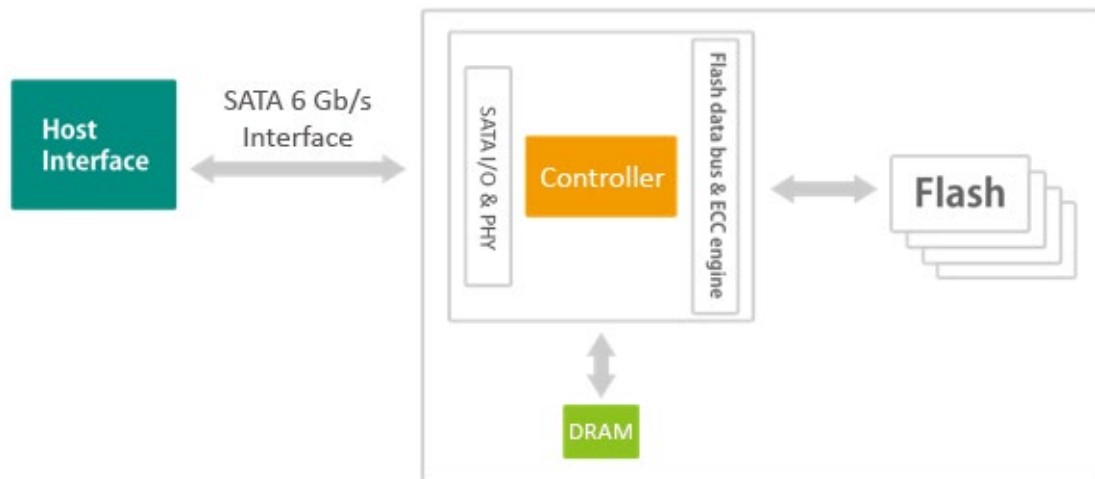 Host
Interface
SATA 6 Gb/s
Interface
SATA I/O & PHY
Controller
Flash data bus & ECC engine
Flash
DRAM